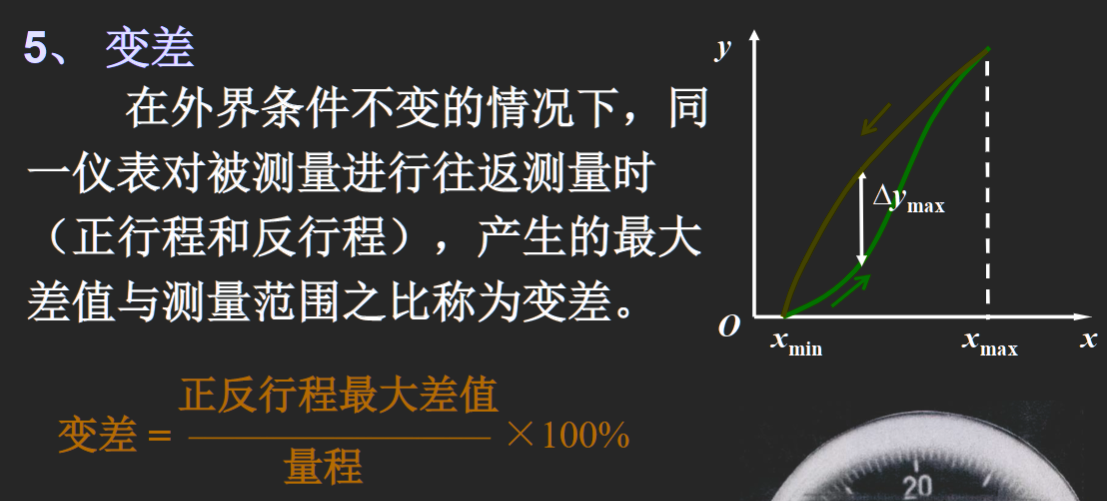 5、 变差
在外界条件不变的情况下，同
一仪表对被测量进行往返测量时
（正行程和反行程），产生的最大
差值与测量范围之比称为变差。
变差 = 正反行程最大差值
量程
×100%
y
Δymax
O
xmin
xmax
x
20